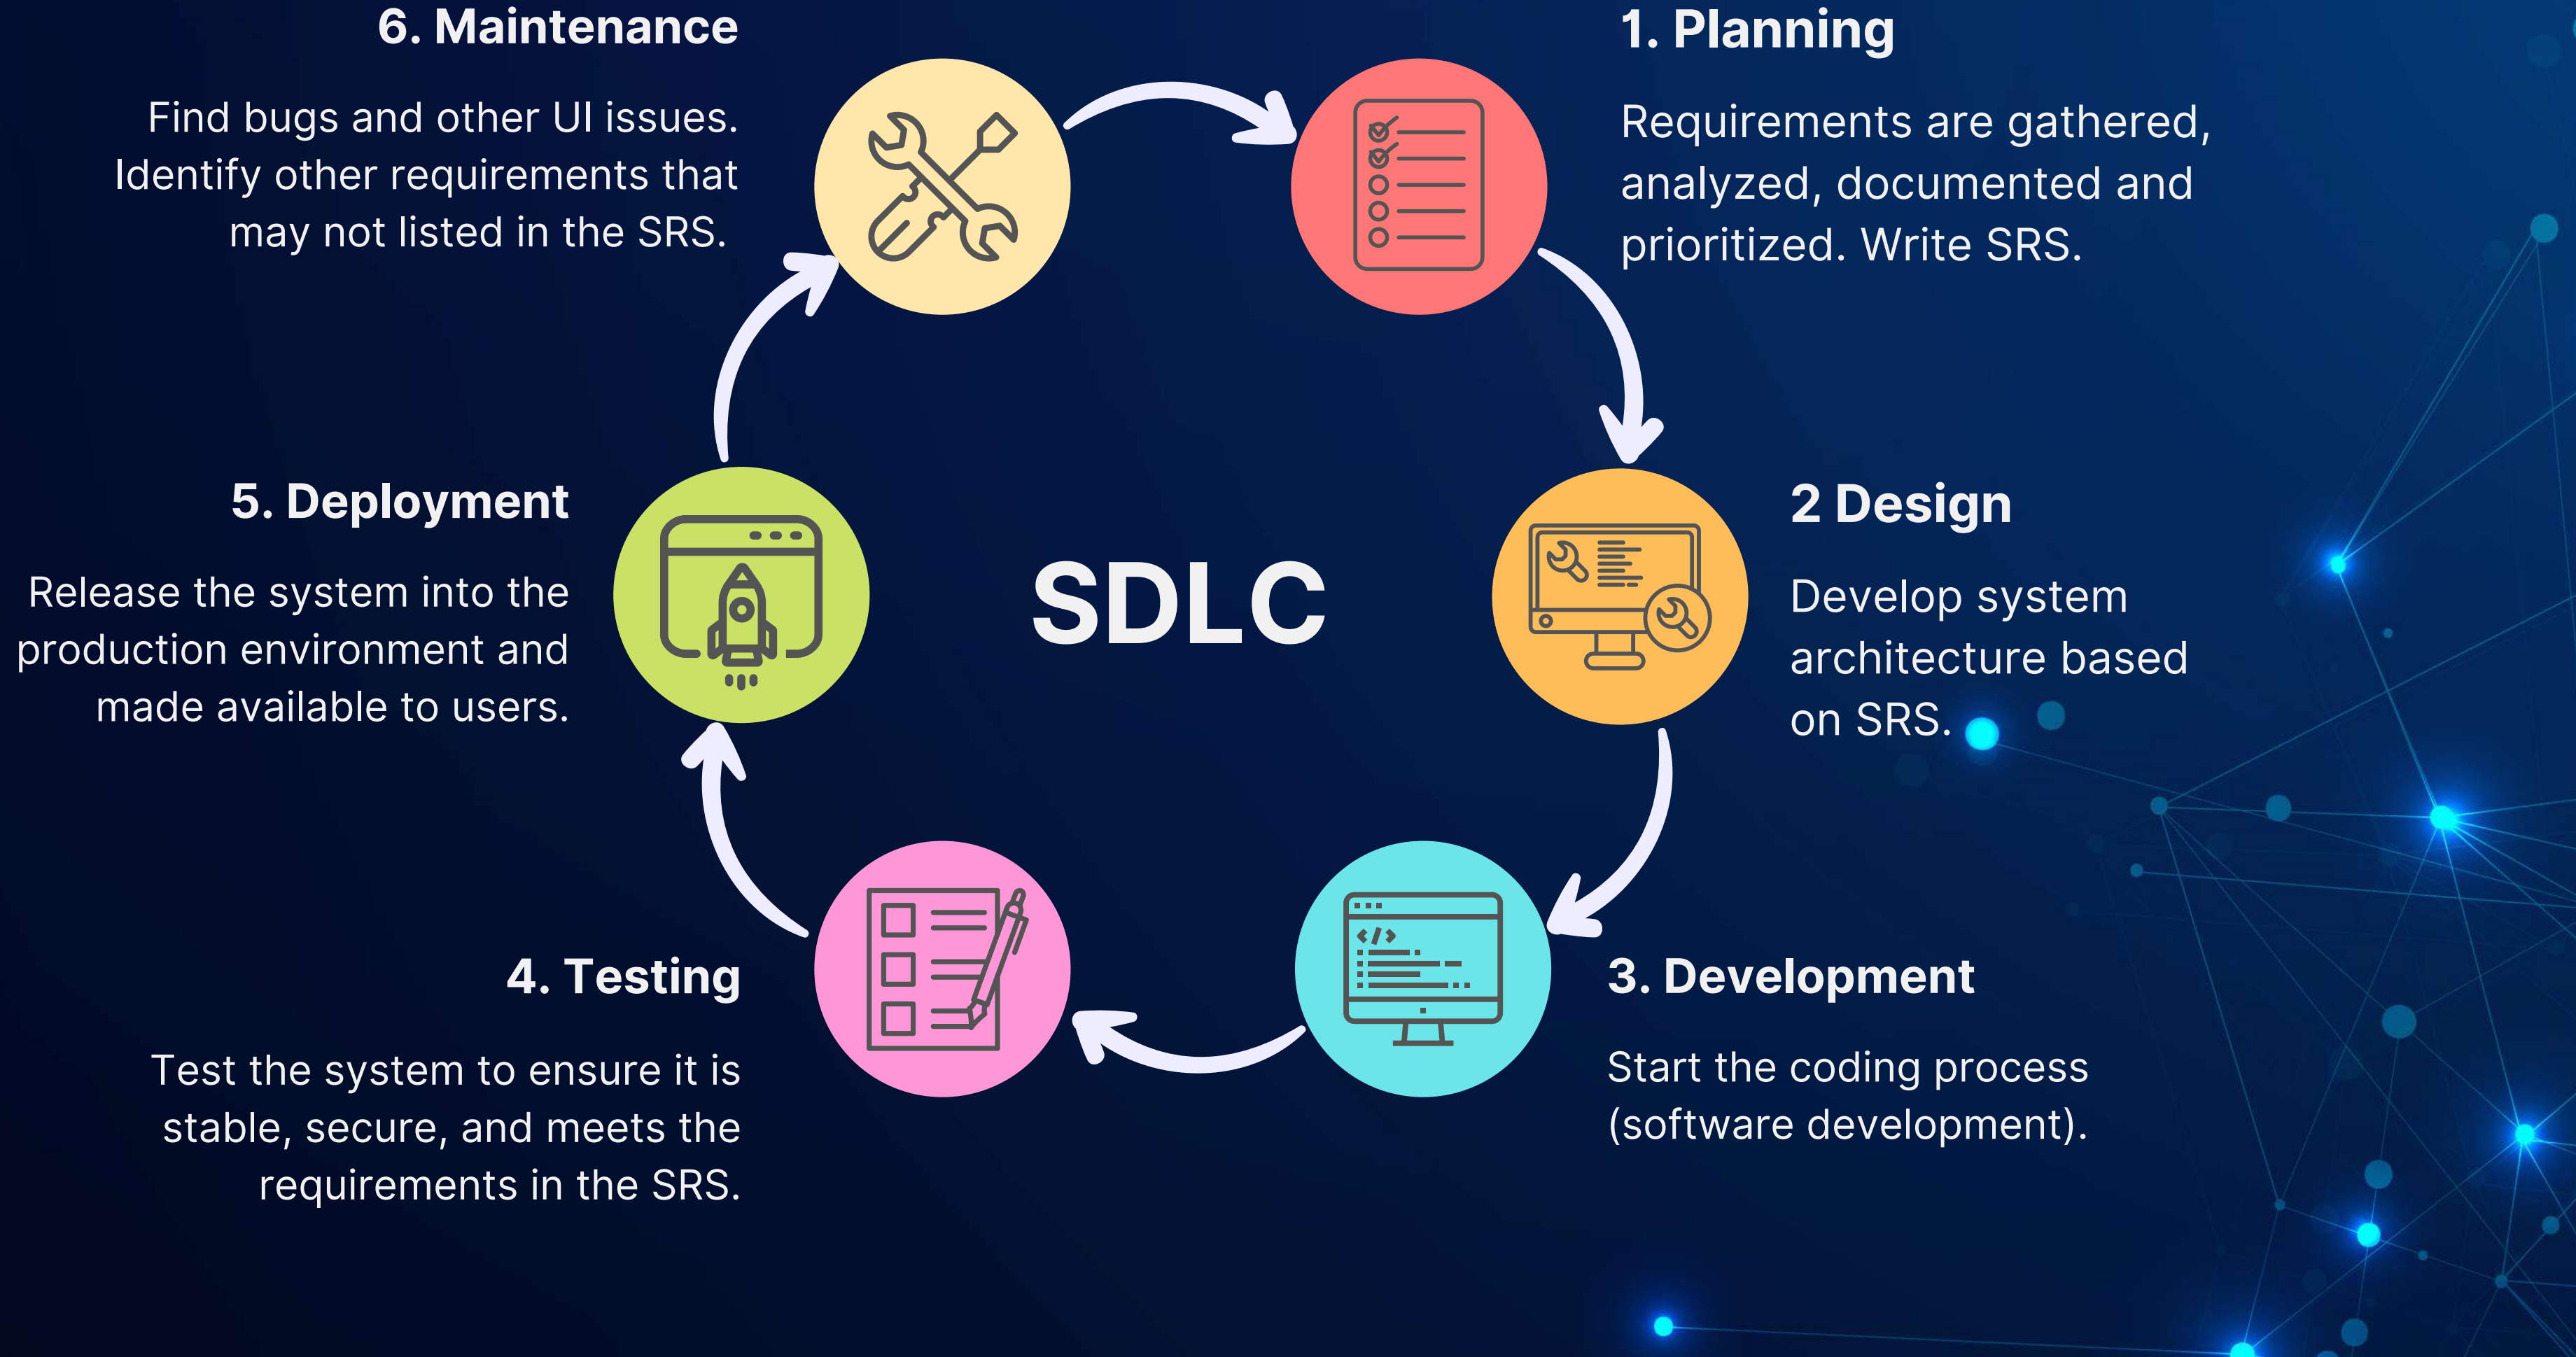 6. Maintenance
Find bugs and other UI issues.
Identify other requirements that
may not listed in the SRS.
1. Planning
Requirements are gathered,
analyzed, documented and
prioritized. Write SRS.
5. Deployment
Release the system into the
production environment and
made available to users.
SDLC
2 Design
Develop system
architecture based
on SRS.
4. Testing
Test the system to ensure it is
stable, secure, and meets the
requirements in the SRS.
3. Development
Start the coding process
(software development).